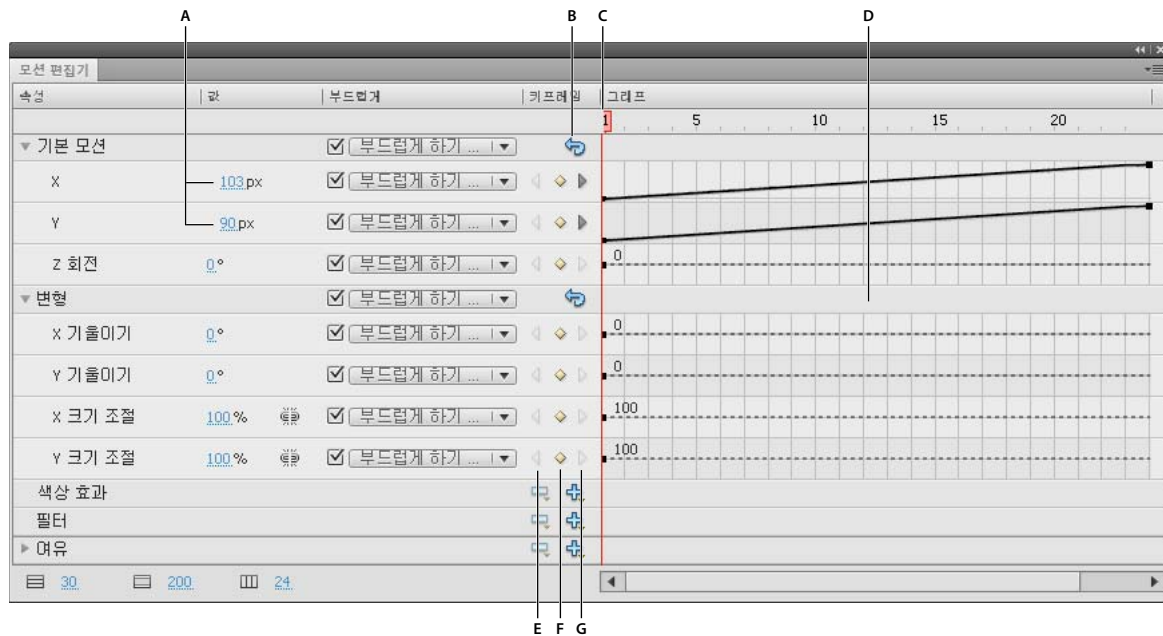 A B C D
모션 편집기
속성 값 부드럽게 키프레임 그래프
1 5 10 15 20
기본 모션 부드럽게 하기 ...
X 103 px 부드럽게 하기 ...
Y 90 px 부드럽게 하기 ...
Z 회전 0° 부드럽게 하기 ... 0
변형 부드럽게 하기 ...
X 기울이기 0° 부드럽게 하기 ... 0
Y 기울이기 0° 부드럽게 하기 ... 0
X 크기 조절 100 % 부드럽게 하기 ... 100
Y 크기 조절 100 % 부드럽게 하기 ... 100
색상 효과
필터
여유
30 200 24
E F G